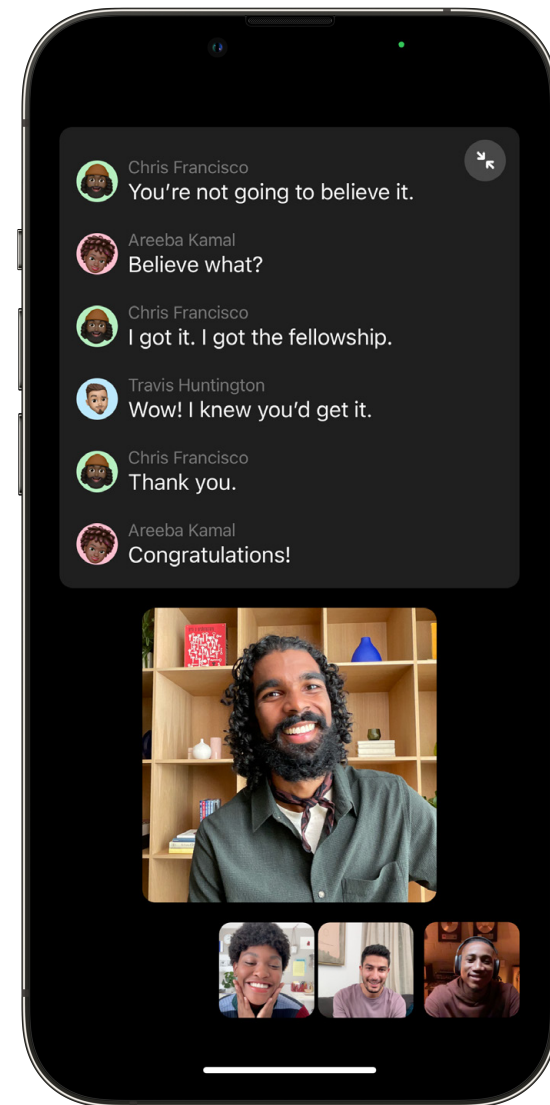 Chris Francisco
You’re not going to believe it.
Areeba Kamal
Believe what?
Chris Francisco
I got it. I got the fellowship.
Travis Huntington
Wow! I knew you’d get it.
Chris Francisco
Thank you.
Areeba Kamal
Congratulations!